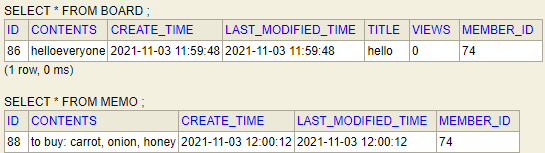 SELECT * FROM BOARD ;
ID CONTENTS CREATE_TIME LAST_MODIFIED_TIME TITLE VIEWS MEMBER_ID
86 helloeveryone 2021-11-03 11:59:48 2021-11-03 11:59:48 hello 0 74
(1 row, 0 ms)
SELECT * FROM MEMO ;
ID CONTENTS CREATE_TIME LAST_MODIFIED_TIME MEMBER_ID
88 to buy: carrot, onion, honey 2021-11-03 12:00:12 2021-11-03 12:00:12 74